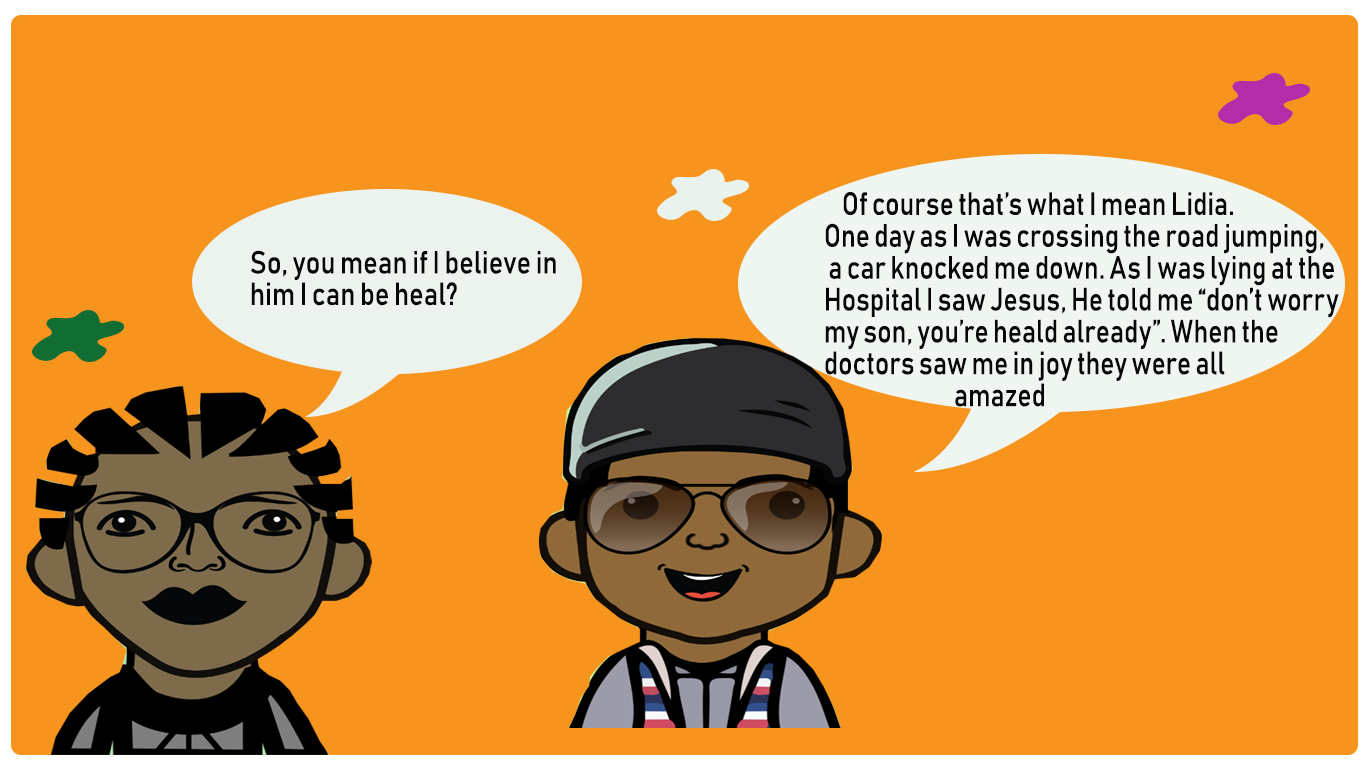 So, you mean if I believe in
him I can be heal?
Of course that's what I mean Lidia.
One day as I was crossing the road jumping,
a car knocked me down. As I was lying at the
Hospital I saw Jesus, He told me “don't worry
my son, you're heald already”. When the
doctors saw me in joy they were all
amazed